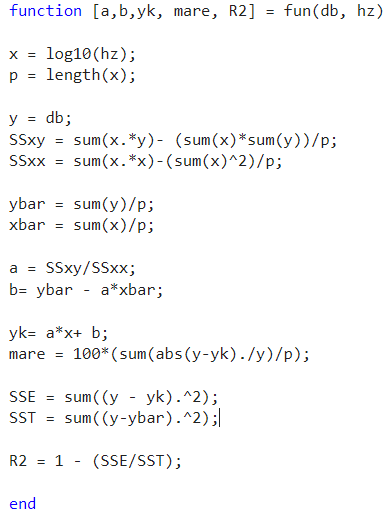 function [a,b,yk, mare, R2] = fun(db, hz)
x = log10(hz);
p = length(x);
y = db;
SSxy = sum(x.*y)- (sum(x)*sum(y))/p;
SSxx = sum(x.*x)-(sum(x)^2)/p;
ybar = sum(y)/p;
xbar = sum(x)/p;
a = SSxy/SSxx;
b= ybar - a*xbar;
yk= a*x+ b;
mare = 100*(sum(abs(y-yk)./y)/p);
SSE = sum((y - yk).^2);
SST = sum((y-ybar).^2);
R2 = 1 - (SSE/SST);
end